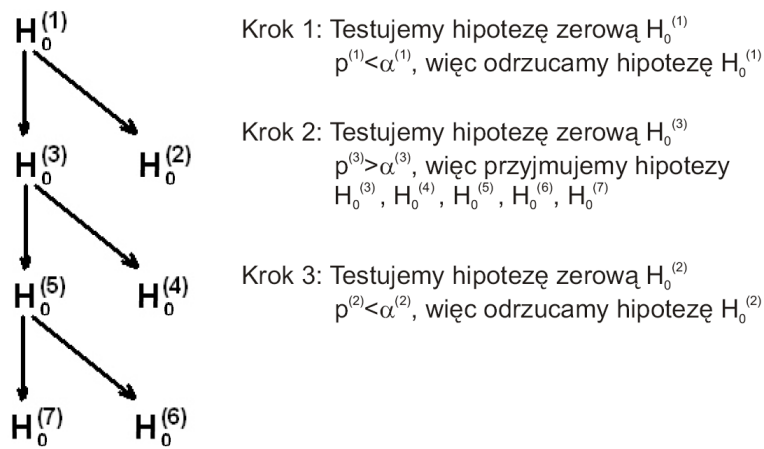 H₀⁽¹⁾
H₀⁽³⁾ H₀⁽²⁾
H₀⁽⁵⁾ H₀⁽⁴⁾
H₀⁽⁷⁾ H₀⁽⁶⁾
Krok 1: Testujemy hipotezę zerową H₀⁽¹⁾
p⁽¹⁾<α⁽¹⁾, więc odrzucamy hipotezę H₀⁽¹⁾
Krok 2: Testujemy hipotezę zerową H₀⁽³⁾
p⁽³⁾>α⁽³⁾, więc przyjmujemy hipotezy
H₀⁽³⁾ , H₀⁽⁴⁾, H₀⁽⁵⁾, H₀⁽⁶⁾, H₀⁽⁷⁾
Krok 3: Testujemy hipotezę zerową H₀⁽²⁾
p⁽²⁾<α⁽²⁾, więc odrzucamy hipotezę H₀⁽²⁾